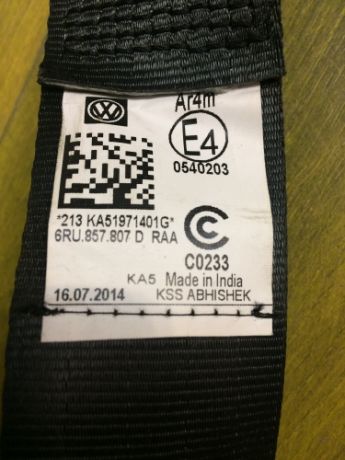 Ar4m
E4
0540203
*213 KA51971401G*
6RU.857.807 D RAA
C0233
KA5 Made in India
16.07.2014 KSS ABHISHEK